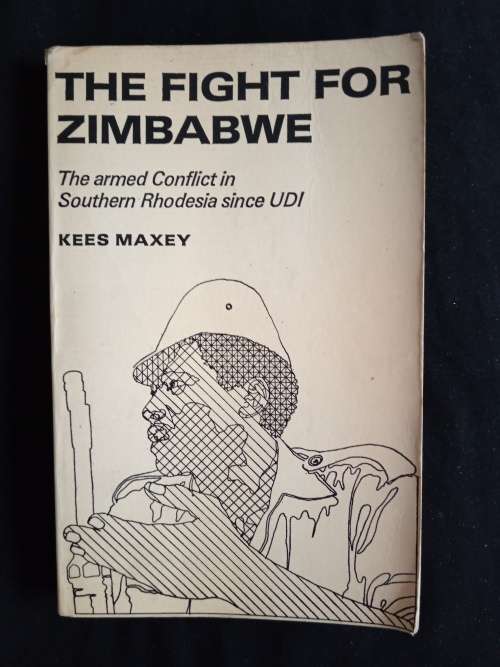 THE FIGHT FOR
ZIMBABWE
The armed Conflict in
Southern Rhodesia since UDI
KEES MAXEY